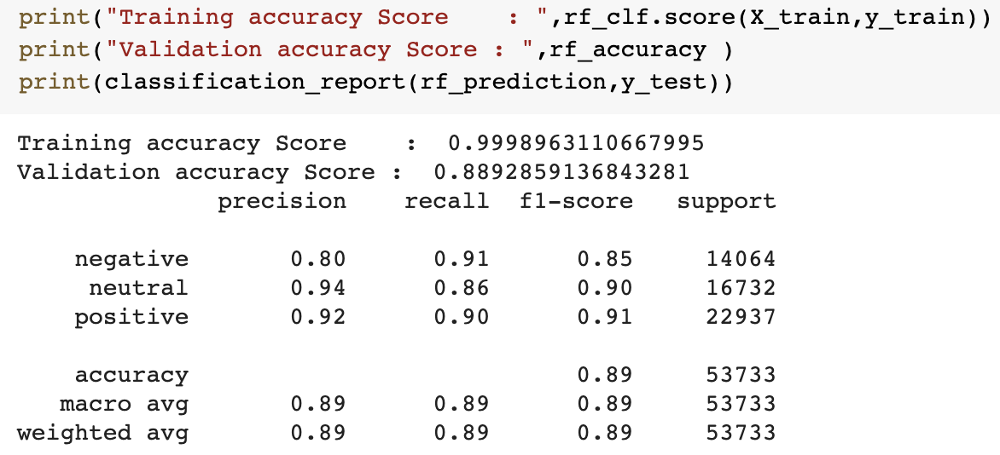 print("Training accuracy Score    : ",rf_clf.score(X_train,y_train))
print("Validation accuracy Score : ",rf_accuracy )
print(classification_report(rf_prediction,y_test))
Training accuracy Score    :  0.99989631106679​95
Validation accuracy Score :  0.8892859136843281
              precision    recall  f1-score   support
    negative       0.80      0.91      0.85     14064
     neutral       0.94      0.86      0.90     16732
    positive       0.92      0.90      0.91     22937
    accuracy                           0.89     53733
   macro avg       0.89      0.89      0.89     53733
weighted avg       0.89      0.89      0.89     53733